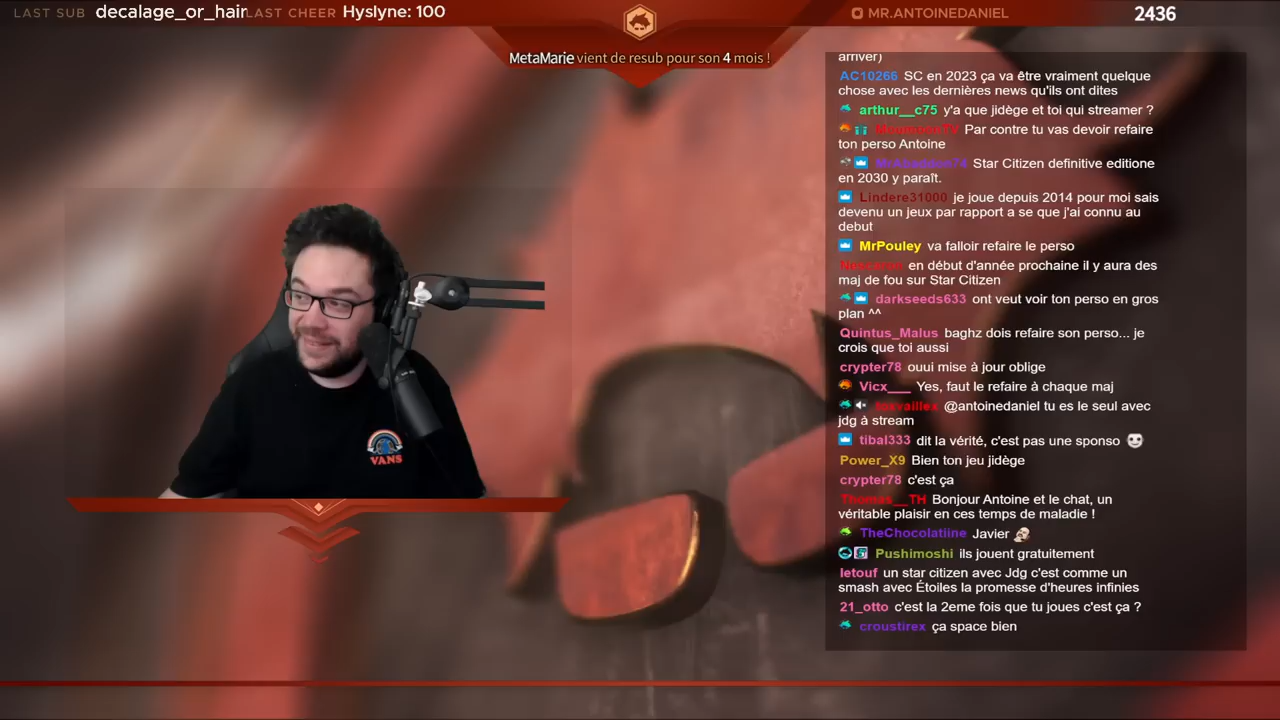 LAST SUB decalage_or_hair LAST CHEER Hyslyne: 100
MR.ANTOINEDANIEL
2436
MetaMarie vient de resub pour son 4 mois !
arriver)
AC10266 SC en 2023 ça va être vraiment quelque
chose avec les dernières news qu'ils ont dites
arthur__c75 y'a que jidège et toi qui streamer ?
Par contre tu vas devoir refaire
ton perso Antoine
Star Citizen definitive editione
en 2030 y paraît.
Lindere31000 je joue depuis 2014 pour moi sais
devenu un jeux par rapport a se que j'ai connu au
debut
MrPouley va falloir refaire le perso
en début d'année prochaine il y aura des
maj de fou sur Star Citizen
darkseeds633 ont veut voir ton perso en gros
plan ^^
Quintus_Malus baghz dois refaire son perso... je
crois que toi aussi
crypter78 ouui mise à jour oblige
Vicx___ Yes, faut le refaire à chaque maj
@antoinedaniel tu es le seul avec
jdg à stream
tibal333 dit la vérité, c'est pas une sponso
Power_X9 Bien ton jeu jidège
crypter78 c'est ça
Thomas__TH Bonjour Antoine et le chat, un
véritable plaisir en ces temps de maladie !
TheChocolatiine Javier
Pushimoshi ils jouent gratuitement
letouf un star citizen avec Jdg c'est comme un
smash avec Étoiles la promesse d'heures infinies
21_otto c'est la 2eme fois que tu joues c'est ça ?
croustirex ça space bien
VANS